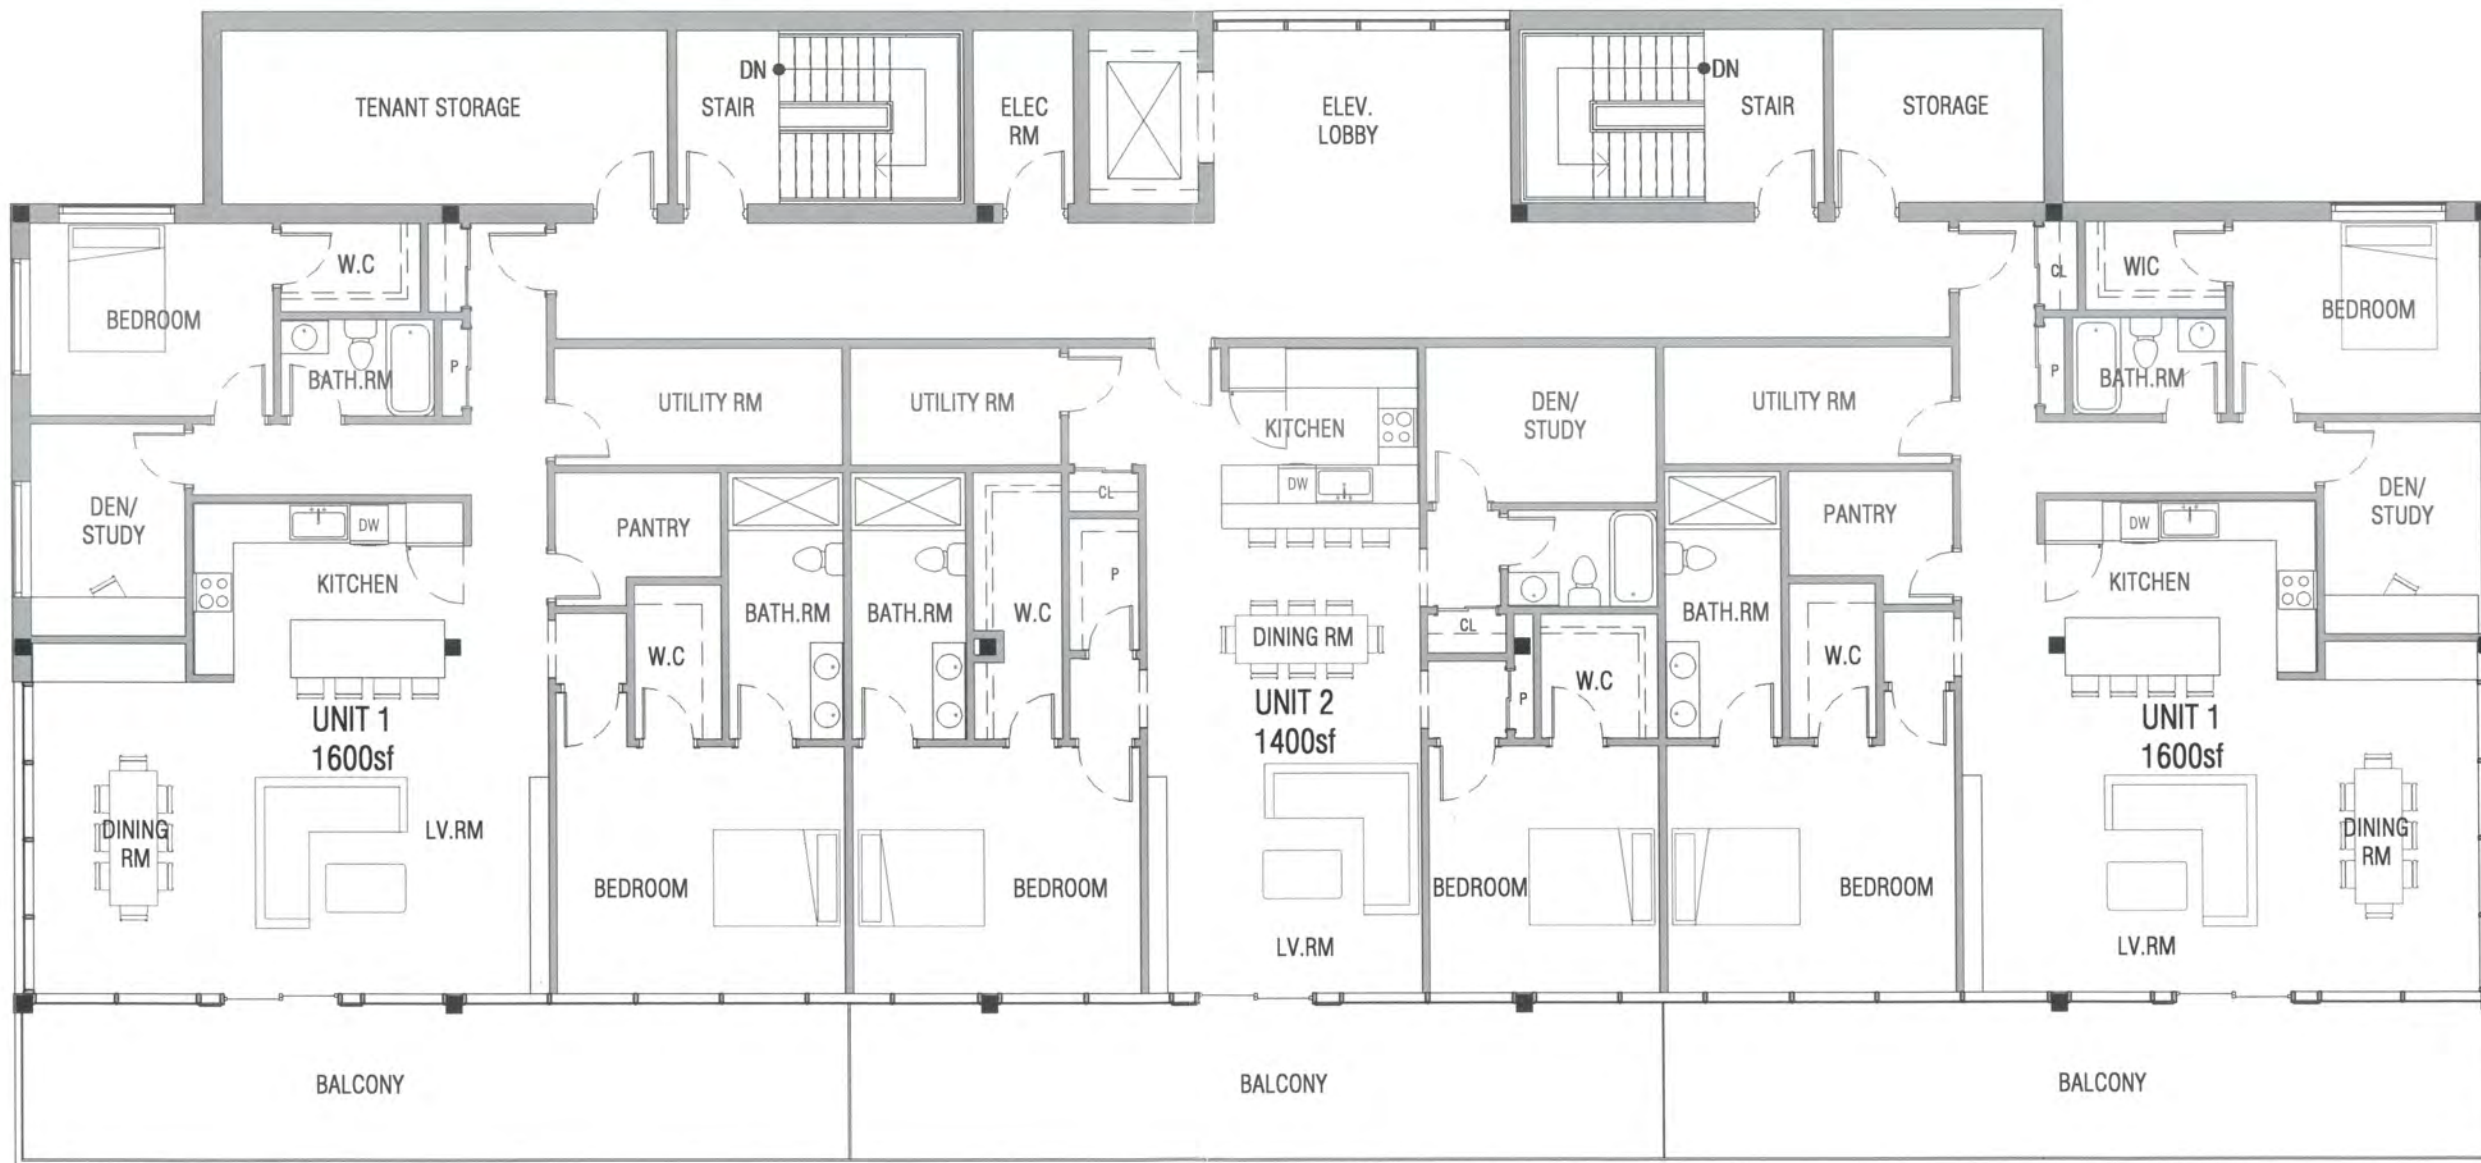 TENANT STORAGE
STAIR
DN
ELEC
RM
ELEV.
LOBBY
DN
STAIR
STORAGE
BEDROOM
W.C
BATH.RM
P
UTILITY RM
UTILITY RM
KITCHEN
DW
DEN/
STUDY
UTILITY RM
CL
WIC
P
BATH.RM
BEDROOM
DEN/
STUDY
DW
KITCHEN
PANTRY
W.C
BATH.RM
BATH.RM
W.C
CL
P
DINING RM
CL
P
W.C
BATH.RM
PANTRY
W.C
DW
KITCHEN
DEN/
STUDY
UNIT 1
1600sf
UNIT 2
1400sf
UNIT 1
1600sf
DINING
RM
LV.RM
BEDROOM
BEDROOM
LV.RM
BEDROOM
BEDROOM
LV.RM
DINING
RM
BALCONY
BALCONY
BALCONY